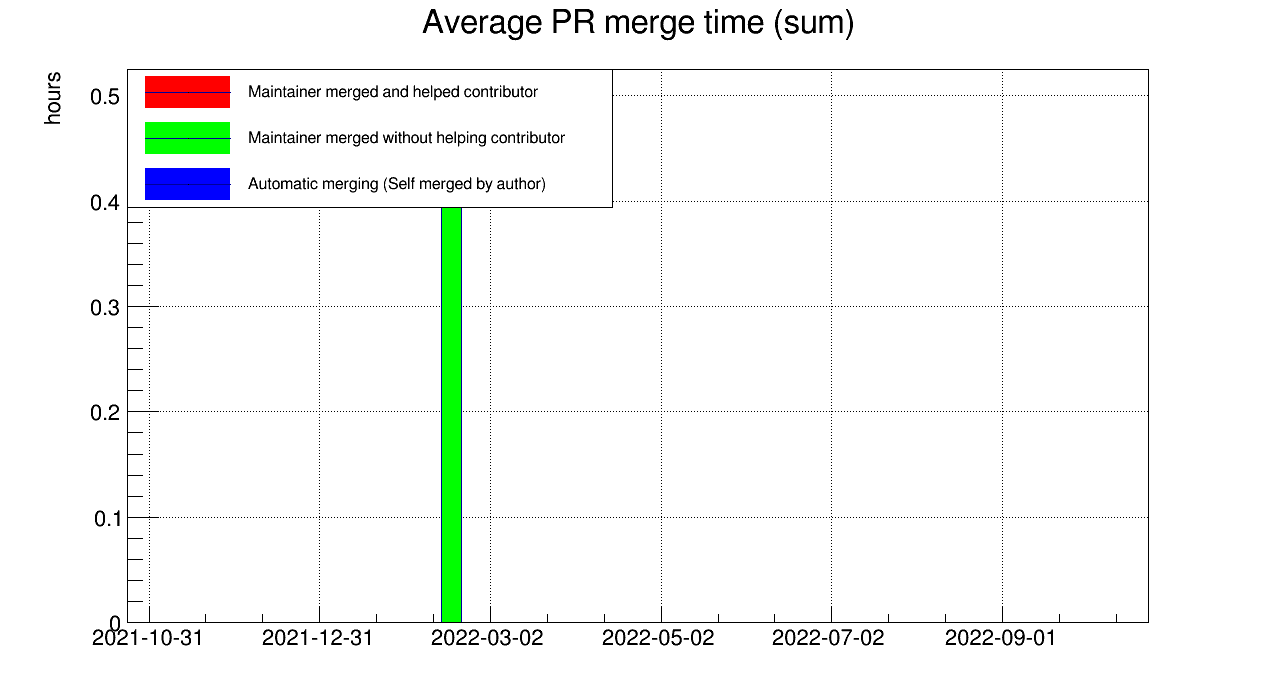 Average PR merge time (sum)
hours
Maintainer merged and helped contributor
Maintainer merged without helping contributor
Automatic merging (Self merged by author)
0.5
0.4
0.3
0.2
0.1
0
2021-10-31 2021-12-31 2022-03-02 2022-05-02 2022-07-02 2022-09-01